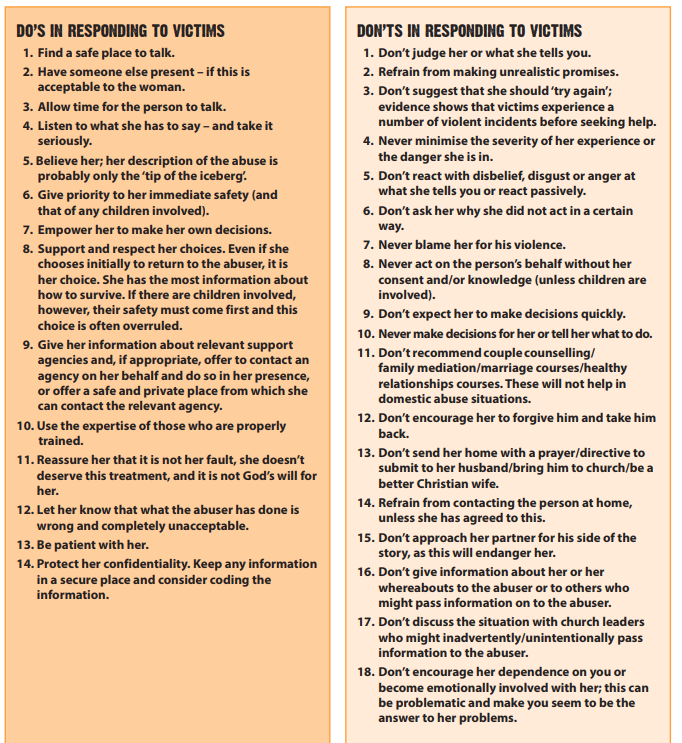 DO'S IN RESPONDING TO VICTIMS
1. Find a safe place to talk.
2. Have someone else present – if this is
acceptable to the woman.
3. Allow time for the person to talk.
4. Listen to what she has to say – and take it
seriously.
5. Believe her; her description of the abuse is
probably only the 'tip of the iceberg'.
6. Give priority to her immediate safety (and
that of any children involved).
7. Empower her to make her own decisions.
8. Support and respect her choices. Even if she
chooses initially to return to the abuser, it is
her choice. She has the most information about
how to survive. If there are children involved,
however, their safety must come first and this
choice is often overruled.
9. Give her information about relevant support
agencies and, if appropriate, offer to contact an
agency on her behalf and do so in her presence,
or offer a safe and private place from which she
can contact the relevant agency.
10. Use the expertise of those who are properly
trained.
11. Reassure her that it is not her fault, she doesn't
deserve this treatment, and it is not God's will for
her.
12. Let her know that what the abuser has done is
wrong and completely unacceptable.
13. Be patient with her.
14. Protect her confidentiality. Keep any information
in a secure place and consider coding the
information.
DON'TS IN RESPONDING TO VICTIMS
1. Don't judge her or what she tells you.
2. Refrain from making unrealistic promises.
3. Don't suggest that she should 'try again';
evidence shows that victims experience a
number of violent incidents before seeking help.
4. Never minimise the severity of her experience or
the danger she is in.
5. Don't react with disbelief, disgust or anger at
what she tells you or react passively.
6. Don't ask her why she did not act in a certain
way.
7. Never blame her for his violence.
8. Never act on the person's behalf without her
consent and/or knowledge (unless children are
involved).
9. Don't expect her to make decisions quickly.
10. Never make decisions for her or tell her what to do.
11. Don't recommend couple counselling/
family mediation/marriage courses/healthy
relationships courses. These will not help in
domestic abuse situations.
12. Don't encourage her to forgive him and take him
back.
13. Don't send her home with a prayer/directive to
submit to her husband/bring him to church/be a
better Christian wife.
14. Refrain from contacting the person at home,
unless she has agreed to this.
15. Don't approach her partner for his side of the
story, as this will endanger her.
16. Don't give information about her or her
whereabouts to the abuser or to others who
might pass information on to the abuser.
17. Don't discuss the situation with church leaders
who might inadvertently/unintentionally pass
information to the abuser.
18. Don't encourage her dependence on you or
become emotionally involved with her; this can
be problematic and make you seem to be the
answer to her problems.